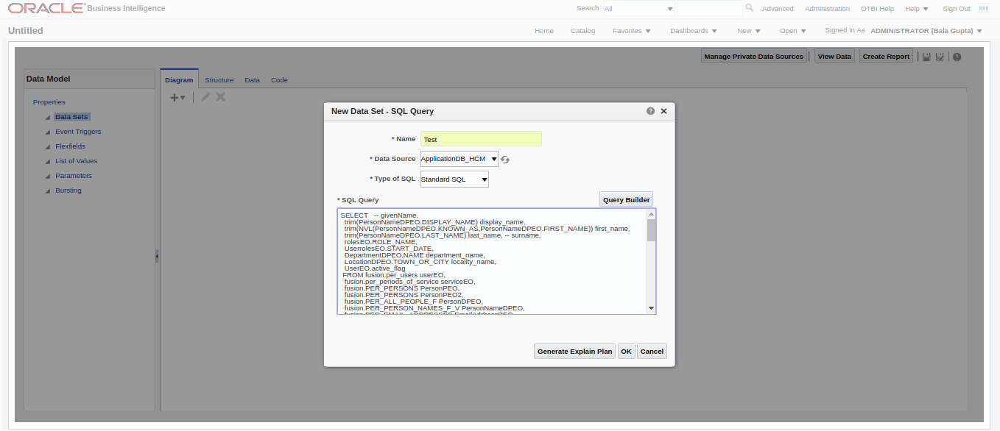 ORACLE Business Intelligence
Search All Advanced Administration OTBI Help Help Sign Out
Untitled
Home Catalog Favorites Dashboards New Open Signed In As ADMINISTRATOR (Bala Gupta)
Manage Private Data Sources View Data Create Report
Data Model
Properties
Data Sets
Event Triggers
Flexfields
List of Values
Parameters
Bursting
Diagram Structure Data Code
New Data Set - SQL Query
* Name Test
* Data Source ApplicationDB_HCM
* Type of SQL Standard SQL
* SQL Query Query Builder
SELECT -- givenName,
trim(PersonNameDPEO.DISPLAY_NAME) display_name,
trim(NVL(PersonNameDPEO.KNOWN_AS,PersonNameDPEO.FIRST_NAME)) first_name,
trim(PersonNameDPEO.LAST_NAME) last_name, -- surname,
rolesEO.ROLE_NAME,
UserrolesEO.START_DATE,
DepartmentDPEO.NAME department_name,
LocationDPEO.TOWN_OR_CITY locality_name,
UserEO.active_flag
FROM fusion.per_users userEO,
fusion.per_periods_of_service serviceEO,
fusion.PER_PERSONS PersonPEO,
fusion.PER_PERSONS PersonPEO2,
fusion.PER_ALL_PEOPLE_F PersonDPEO,
fusion.PER_PERSON_NAMES_F_V PersonNameDPEO,
fusion.PER_EMAIL_ADDRESSES EmailAddressPEO
Generate Explain Plan OK Cancel